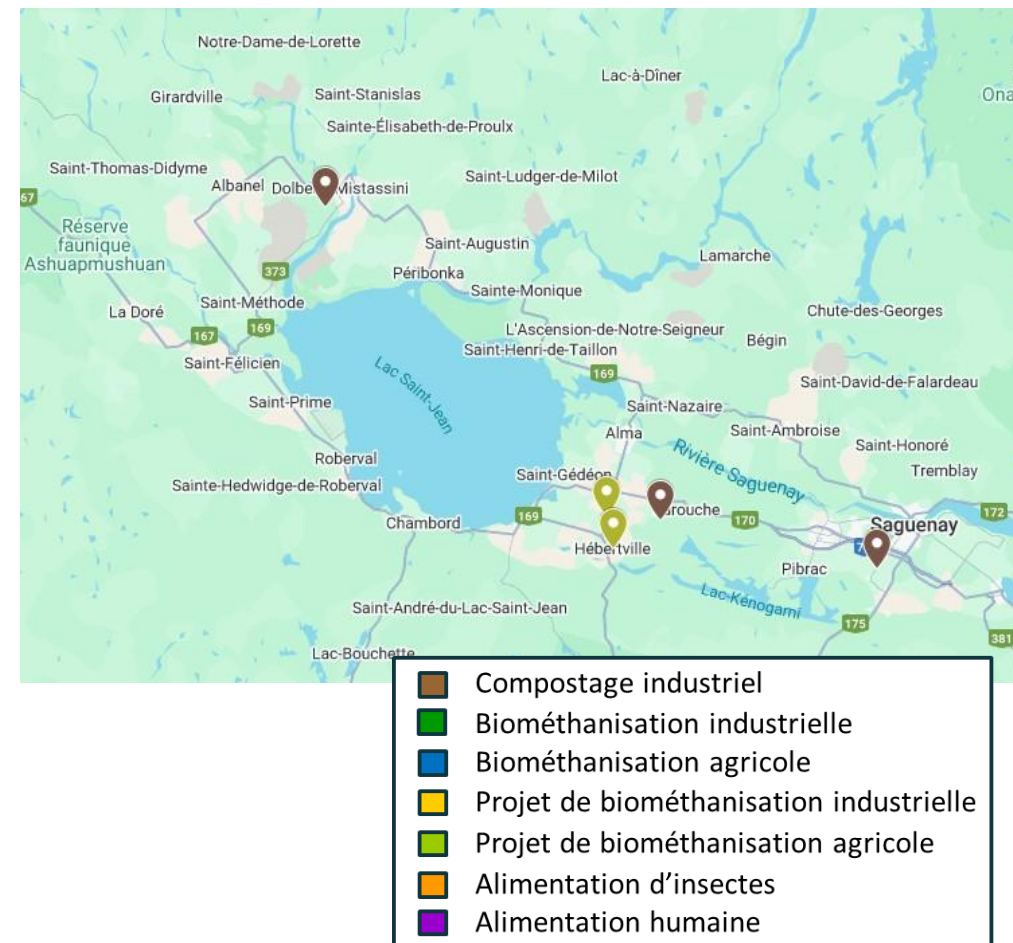 Notre-Dame-de-Lorette
Lac-à-Dîner
Girardville
Saint-Stanislas
Ona
Sainte-Élisabeth-de-Proulx
Saint-Thomas-Didyme
Saint-Ludger-de-Milot
Albanel
Mistassini
67
Réserve
faunique
Ashuapmushuan
Saint-Augustin
Lamarche
373
Péribonka
Sainte-Monique
Saint-Méthode
La Doré
Chute-des-Georges
169
L'Ascension-de-Notre-Seigneur
167
Bégin
Saint-Henri-de-Taillon
Saint-Félicien
169
Lac Saint-Jean
Saint-David-de-Falardeau
Saint-Prime
Saint-Nazaire
Alma
Saint-Ambroise
Saint-Honoré
Roberval
Rivière Saguenay
Tremblay
Saint-Gédéon
Sainte-Hedwidge-de-Roberval
172
Chambord
169
170
Saguenay
Hébertville
Pibrac
Lac-Kénogami
Saint-André-du-Lac-Saint-Jean
175
381
Lac-Bouchette
Compostage industriel
Biométhanisation industrielle
Biométhanisation agricole
Projet de biométhanisation industrielle
Projet de biométhanisation agricole
Alimentation d'insectes
Alimentation humaine